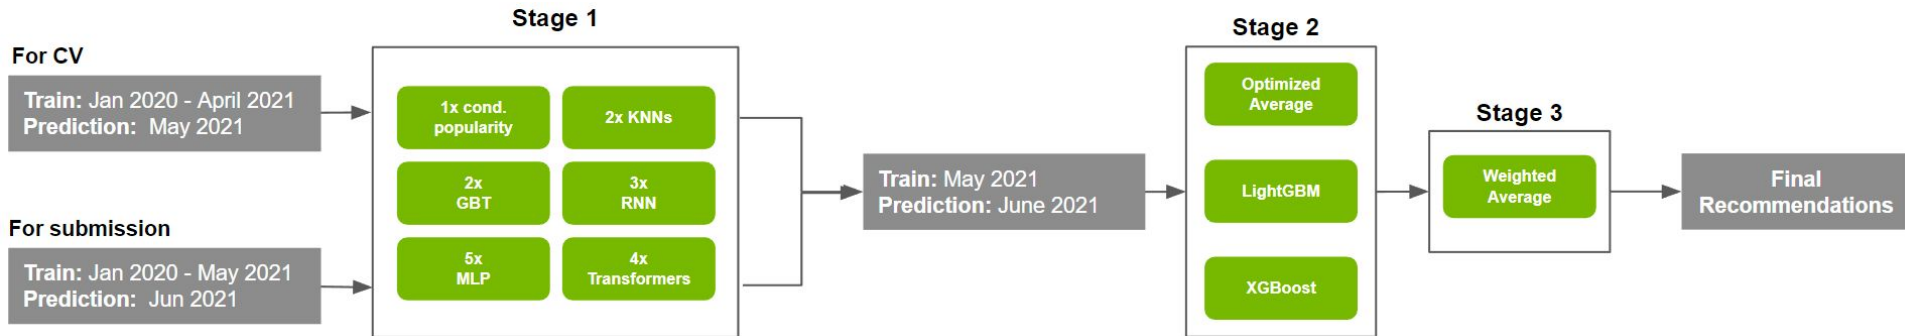 For CV
Train: Jan 2020 - April 2021
Prediction: May 2021
For submission
Train: Jan 2020 - May 2021
Prediction: Jun 2021
Stage 1
1x cond.
popularity
2x KNNs
2x
GBT
3x
RNN
5x
MLP
4x
Transformers
Train: May 2021
Prediction: June 2021
Stage 2
Optimized
Average
LightGBM
XGBoost
Stage 3
Weighted
Average
Final
Recommendations